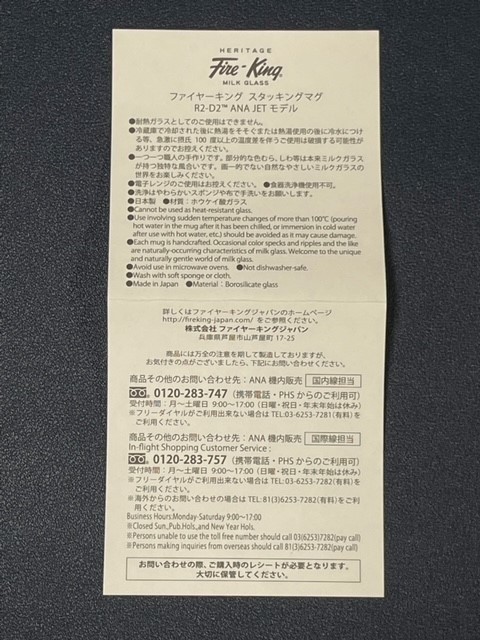 HERITAGE
Fire-King®
MILK GLASS
ファイヤーキング スタッキングマグ
R2-D2™ ANA JET モデル
●耐熱ガラスとしてのご使用はできません。
●冷蔵庫で冷却された後に熱湯をそそぐまたは熱湯使用の後に冷水につけ
る等、急激に摂氏 100 度以上の温度差を伴うご使用は破損する可能性が
ありますのでお控えください。
●一つ一つ職人の手作りです。部分的な色むら、しわ等は本来ミルクガラス
が持つ独特な風合いです。画一的でない自然なやさしいミルクガラスの
世界をお楽しみください。
●電子レンジのご使用はお控えください。 ●食器洗浄機使用不可。
●洗浄はやわらかいスポンジや布で手洗いをお願いします。
●日本製 ●材質：ホウケイ酸ガラス
●Cannot be used as heat-resistant glass.
●Use involving sudden temperature changes of more than 100℃ (pouring
hot water in the mug after it has been chilled, or immersion in cold water
after use with hot water, etc.) should be avoided as it may cause damage.
●Each mug is handcrafted. Occasional color specks and ripples and the like
are naturally-occurring characteristics of milk glass. Welcome to the unique
and naturally gentle world of milk glass.
●Avoid use in microwave ovens. ●Not dishwasher-safe.
●Wash with soft sponge or cloth.
●Made in Japan ●Material : Borosilicate glass
詳しくはファイヤーキングジャパンのホームページ
http://fireking-japan.com/ をご参照ください。
株式会社 ファイヤーキングジャパン
兵庫県芦屋市山芦屋町 17-25
商品には万全の注意を期して製造しておりますが、
お気付きの点がございましたら、下記にお問い合わせください。
商品その他のお問い合わせ先：ANA 機内販売 国内線担当
0120-283-747 (携帯電話・PHS からのご利用可)
受付時間：月～土曜日 9:00～17:00 (日曜・祝日・年末年始は休み)
※フリーダイヤルがご利用出来ない場合は TEL:03-6253-7281(有料) を
ご利用ください。
商品その他のお問い合わせ先：ANA 機内販売 国際線担当
In-flight Shopping Customer Service :
0120-283-757 (携帯電話・PHS からのご利用可)
受付時間：月～土曜日 9:00～17:00 (日曜・祝日・年末年始は休み)
※フリーダイヤルがご利用出来ない場合は TEL:03-6253-7282(有料) を
ご利用ください。
※海外からのお問い合わせの場合は TEL:81(3)6253-7282(有料) を
ご利用ください。
Business Hours:Monday-Saturday 9:00～17:00
※Closed Sun.,Pub.Hols.,and New Year Hols.
※Persons unable to use the toll free number should call 03(6253)7282(pay call)
※Persons making inquiries from overseas should call 81(3)6253-7282(pay call)
お問い合わせの際、ご購入時のレシートが必要となります。
大切に保管してください。